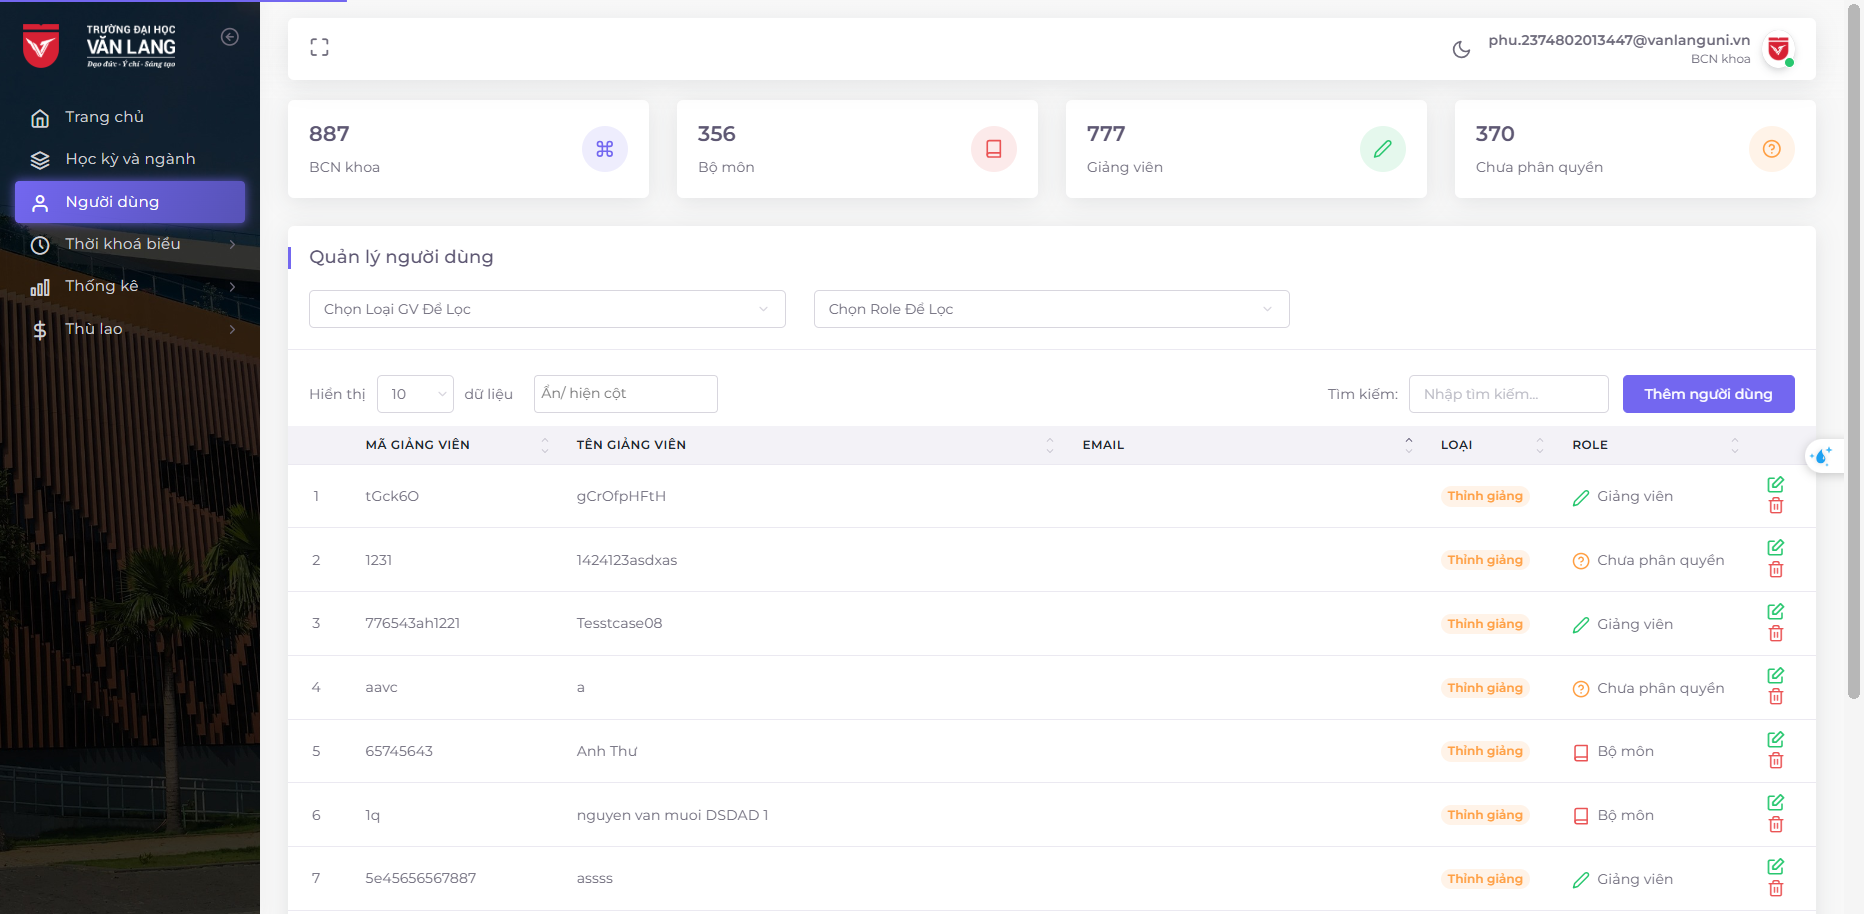 TRƯỜNG ĐẠI HỌC
VĂN LANG
Đạo đức - Ý chí - Sáng tạo
Trang chủ
Học kỳ và ngành
Người dùng
Thời khoá biểu
Thống kê
Thù lao
phu.2374802013447@vanlanguni.vn
BCN khoa
887
BCN khoa
356
Bộ môn
777
Giảng viên
370
Chưa phân quyền
Quản lý người dùng
Chọn Loại GV Để Lọc
Chọn Role Để Lọc
Hiển thị 10 dữ liệu Ẩn/ hiện cột Tìm kiếm: Nhập tìm kiếm... Thêm người dùng
MÃ GIẢNG VIÊN TÊN GIẢNG VIÊN EMAIL LOẠI ROLE
1 tGck6O gCrOfpHFtH Thỉnh giảng Giảng viên
2 1231 1424123asdxas Thỉnh giảng Chưa phân quyền
3 776543ah1221 Tesstcase08 Thỉnh giảng Giảng viên
4 aavc a Thỉnh giảng Chưa phân quyền
5 65745643 Anh Thư Thỉnh giảng Bộ môn
6 1q nguyen van muoi DSDAD 1 Thỉnh giảng Bộ môn
7 5e45656567887 assss Thỉnh giảng Giảng viên